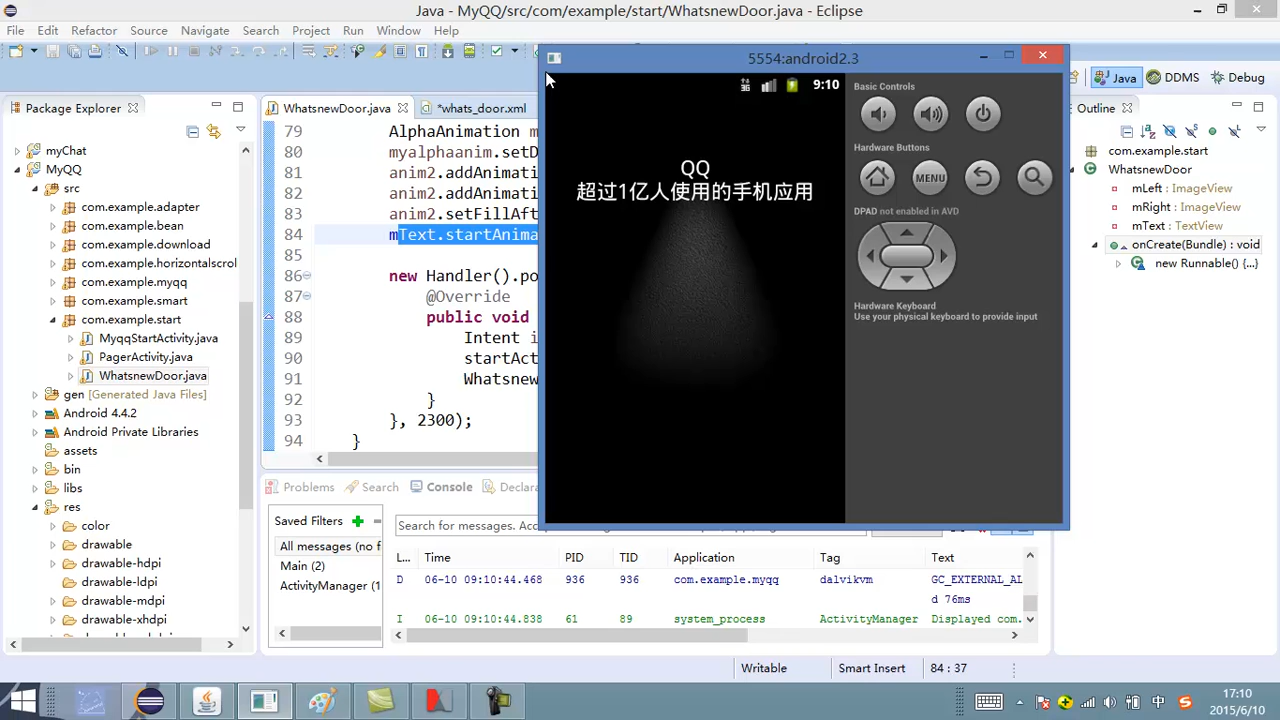 Java - MyQQ/src/com/example/start/WhatsnewDoor.java - Eclipse
File Edit Refactor Source Navigate Search Project Run Window Help
Java DDMS Debug
Package Explorer
myChat
MyQQ
src
com.example.adapter
com.example.bean
com.example.download
com.example.horizontalscrol
com.example.myqq
com.example.smart
com.example.start
MyqqStartActivity.java
PagerActivity.java
WhatsnewDoor.java
gen [Generated Java Files]
Android 4.4.2
Android Private Libraries
assets
bin
libs
res
color
drawable
drawable-hdpi
drawable-ldpi
drawable-mdpi
drawable-xhdpi
WhatsnewDoor.java *whats_door.xml
79 AlphaAnimation m
80 myalphaanim.setD
81 anim2.addAnimation
82 anim2.addAnimation
83 anim2.setFillAft
84 mText.startAnima
85
86 new Handler().po
87 @Override
88 public void
89 Intent i
90 startAct
91 Whatsnew
92 }
93 }, 2300);
94 }
5554:android2.3
3G 9:10
QQ
超过1亿人使用的手机应用
Basic Controls
Hardware Buttons
MENU
DPAD not enabled in AVD
Hardware Keyboard
Use your physical keyboard to provide input
Outline
com.example.start
WhatsnewDoor
mLeft : ImageView
mRight : ImageView
mText : TextView
onCreate(Bundle) : void
new Runnable() {...}
Problems Search Console Declara
Saved Filters
All messages (no f
Main (2)
ActivityManager (1
Search for messages. Acc
L... Time PID TID Application Tag Text
D 06-10 09:10:44.468 936 936 com.example.myqq dalvikvm GC_EXTERNAL_AL
d 76ms
I 06-10 09:10:44.838 61 89 system_process ActivityManager Displayed com.
Writable Smart Insert 84 : 37
中 17:10
2015/6/10